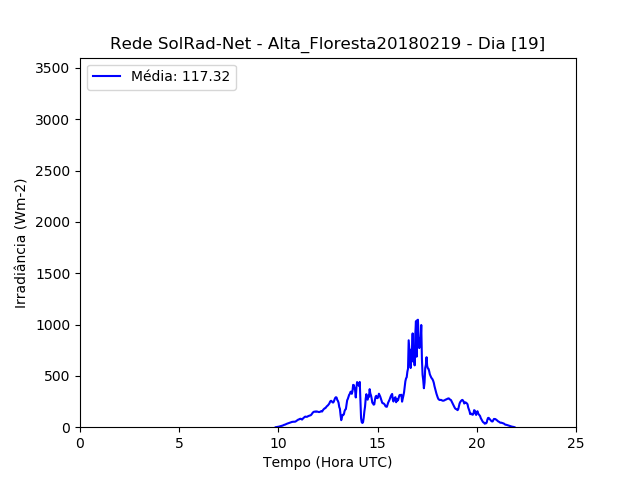 Rede SolRad-Net - Alta_Floresta20180219 - Dia [19]
Média: 117.32
3500
3000
2500
2000
1500
1000
500
0
Irradiância (Wm-2)
0 5 10 15 20 25
Tempo (Hora UTC)